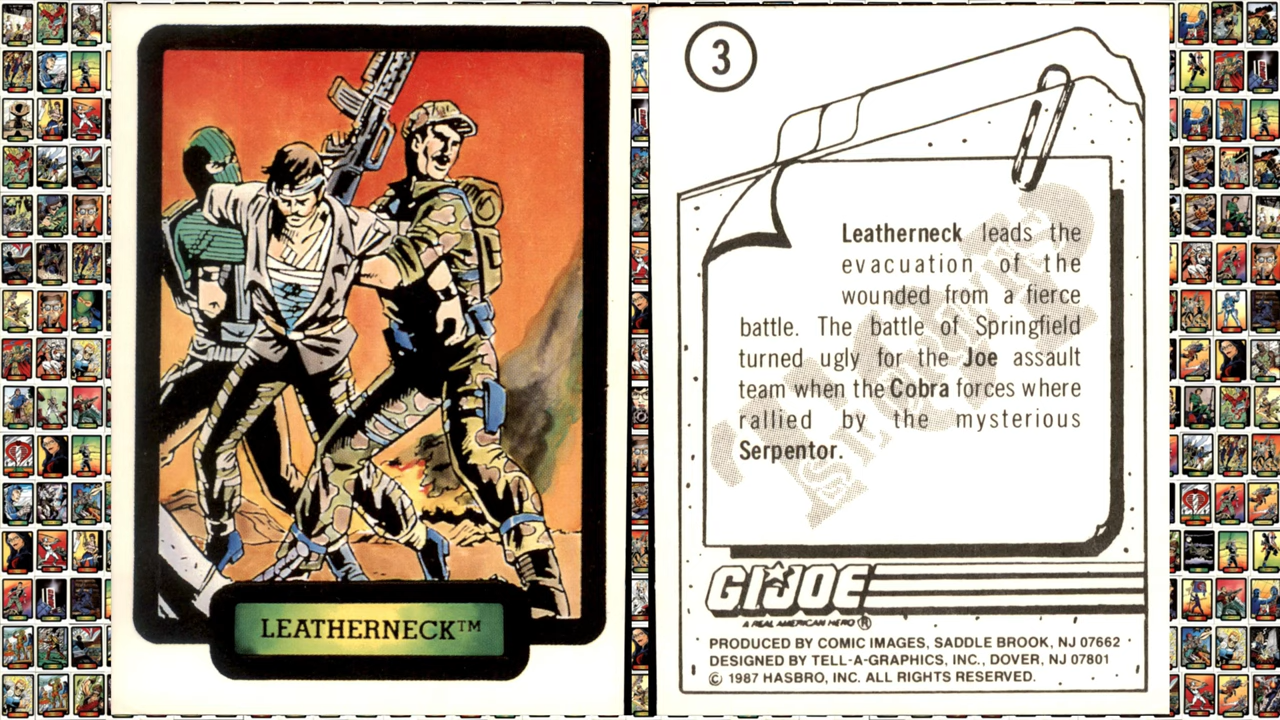 LEATHERNECK™
3
Leatherneck leads the
evacuation of the
wounded from a fierce
battle. The battle of Springfield
turned ugly for the Joe assault
team when the Cobra forces where
rallied by the mysterious
Serpentor.
GI JOE
A REAL AMERICAN HERO ®
PRODUCED BY COMIC IMAGES, SADDLE BROOK, NJ 07662
DESIGNED BY TELL-A-GRAPHICS, INC., DOVER, NJ 07801
© 1987 HASBRO, INC. ALL RIGHTS RESERVED.